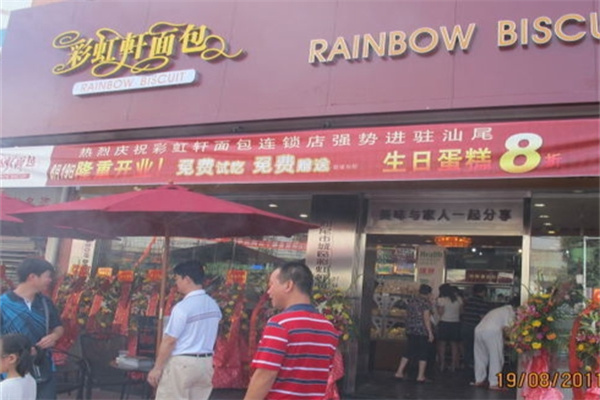 彩虹轩面包
RAINBOW BISCUIT
RAINBOW BISCU
热烈庆祝彩虹轩面包连锁店强势进驻汕尾
隆重开业! 免费试吃 免费赠送 生日蛋糕8折
美味与家人一起分享
19/08/2011